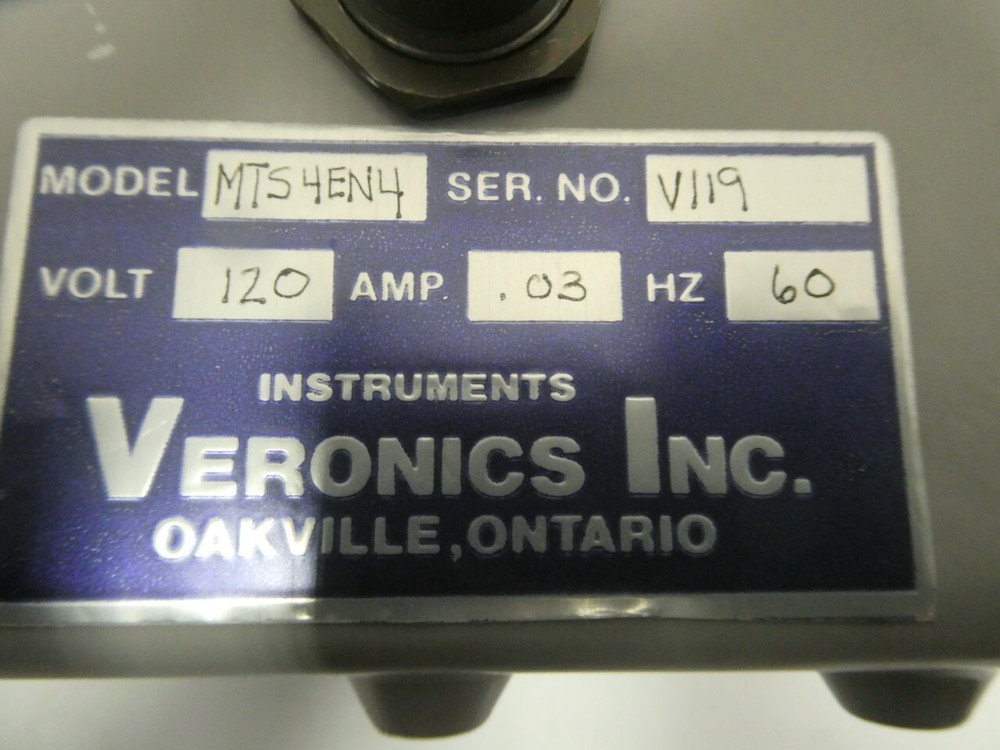 MODEL MTS4EN4 SER. NO. V119
VOLT 120 AMP. .03 HZ 60
INSTRUMENTS
VERONICS INC.
OAKVILLE, ONTARIO